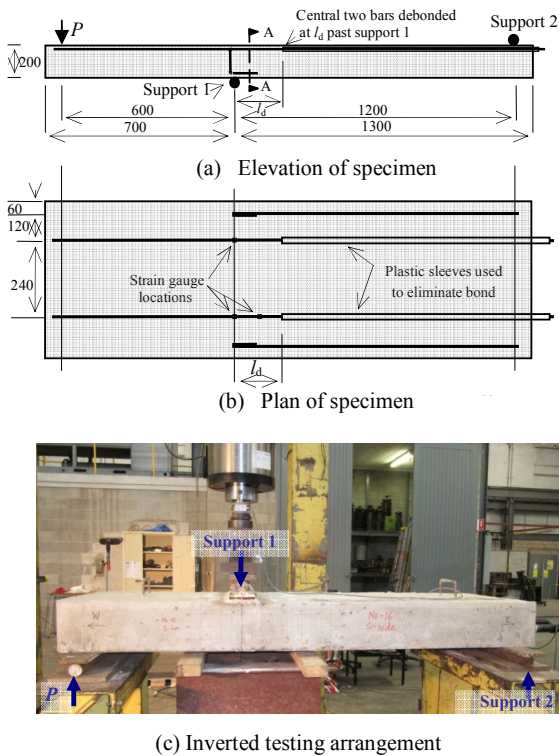 P
A
Central two bars debonded
at ld past support 1
Support 2
200
Support 1
A
ld
600
1200
700
1300
(a) Elevation of specimen
60
120
240
Strain gauge
locations
Plastic sleeves used
to eliminate bond
ld
(b) Plan of specimen
Support 1
W
P
Support 2
(c) Inverted testing arrangement